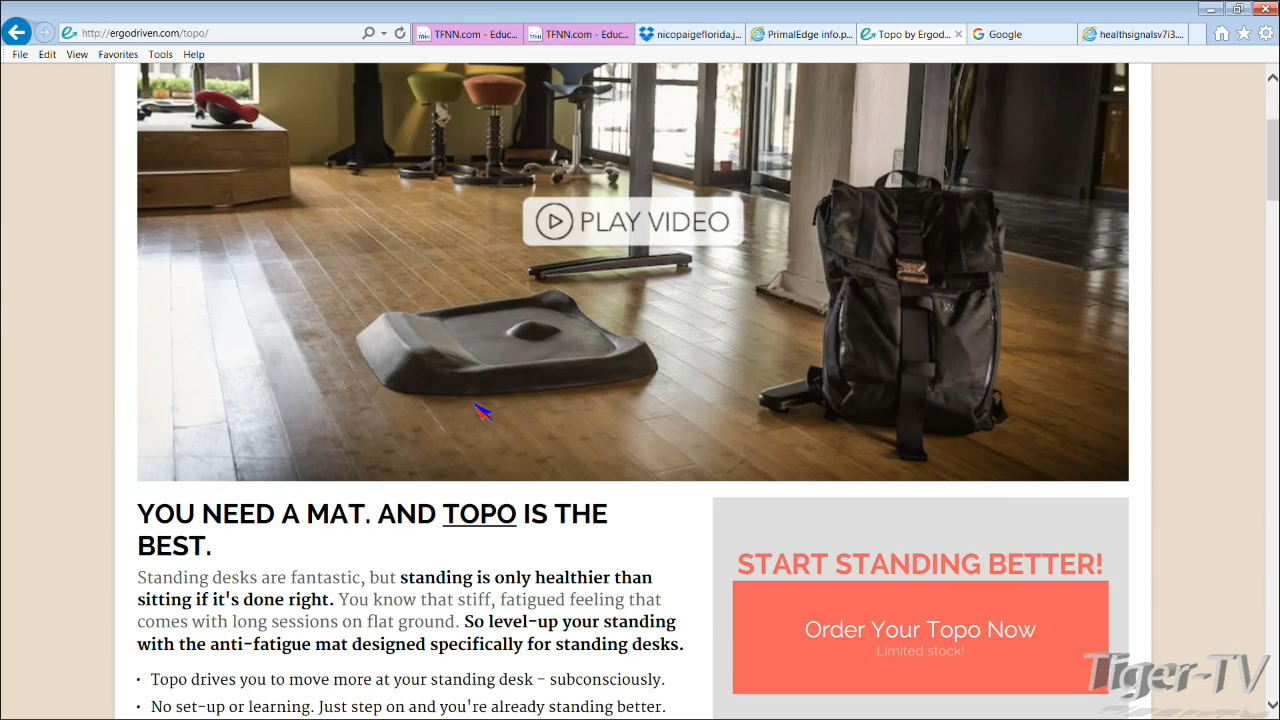 http://ergodriven.com/topo/
TFNN.com - Educ...
TFNN.com - Educ...
nicopaigefloridaj...
PrimalEdge info.p...
Topo by Ergod...
Google
healthsignalsv7i3....
File Edit View Favorites Tools Help
PLAY VIDEO
YOU NEED A MAT. AND TOPO IS THE
BEST.
Standing desks are fantastic, but standing is only healthier than
sitting if it's done right. You know that stiff, fatigued feeling that
comes with long sessions on flat ground. So level-up your standing
with the anti-fatigue mat designed specifically for standing desks.
• Topo drives you to move more at your standing desk - subconsciously.
• No set-up or learning. Just step on and you're already standing better.
START STANDING BETTER!
Order Your Topo Now
Limited stock!
Tiger-TV